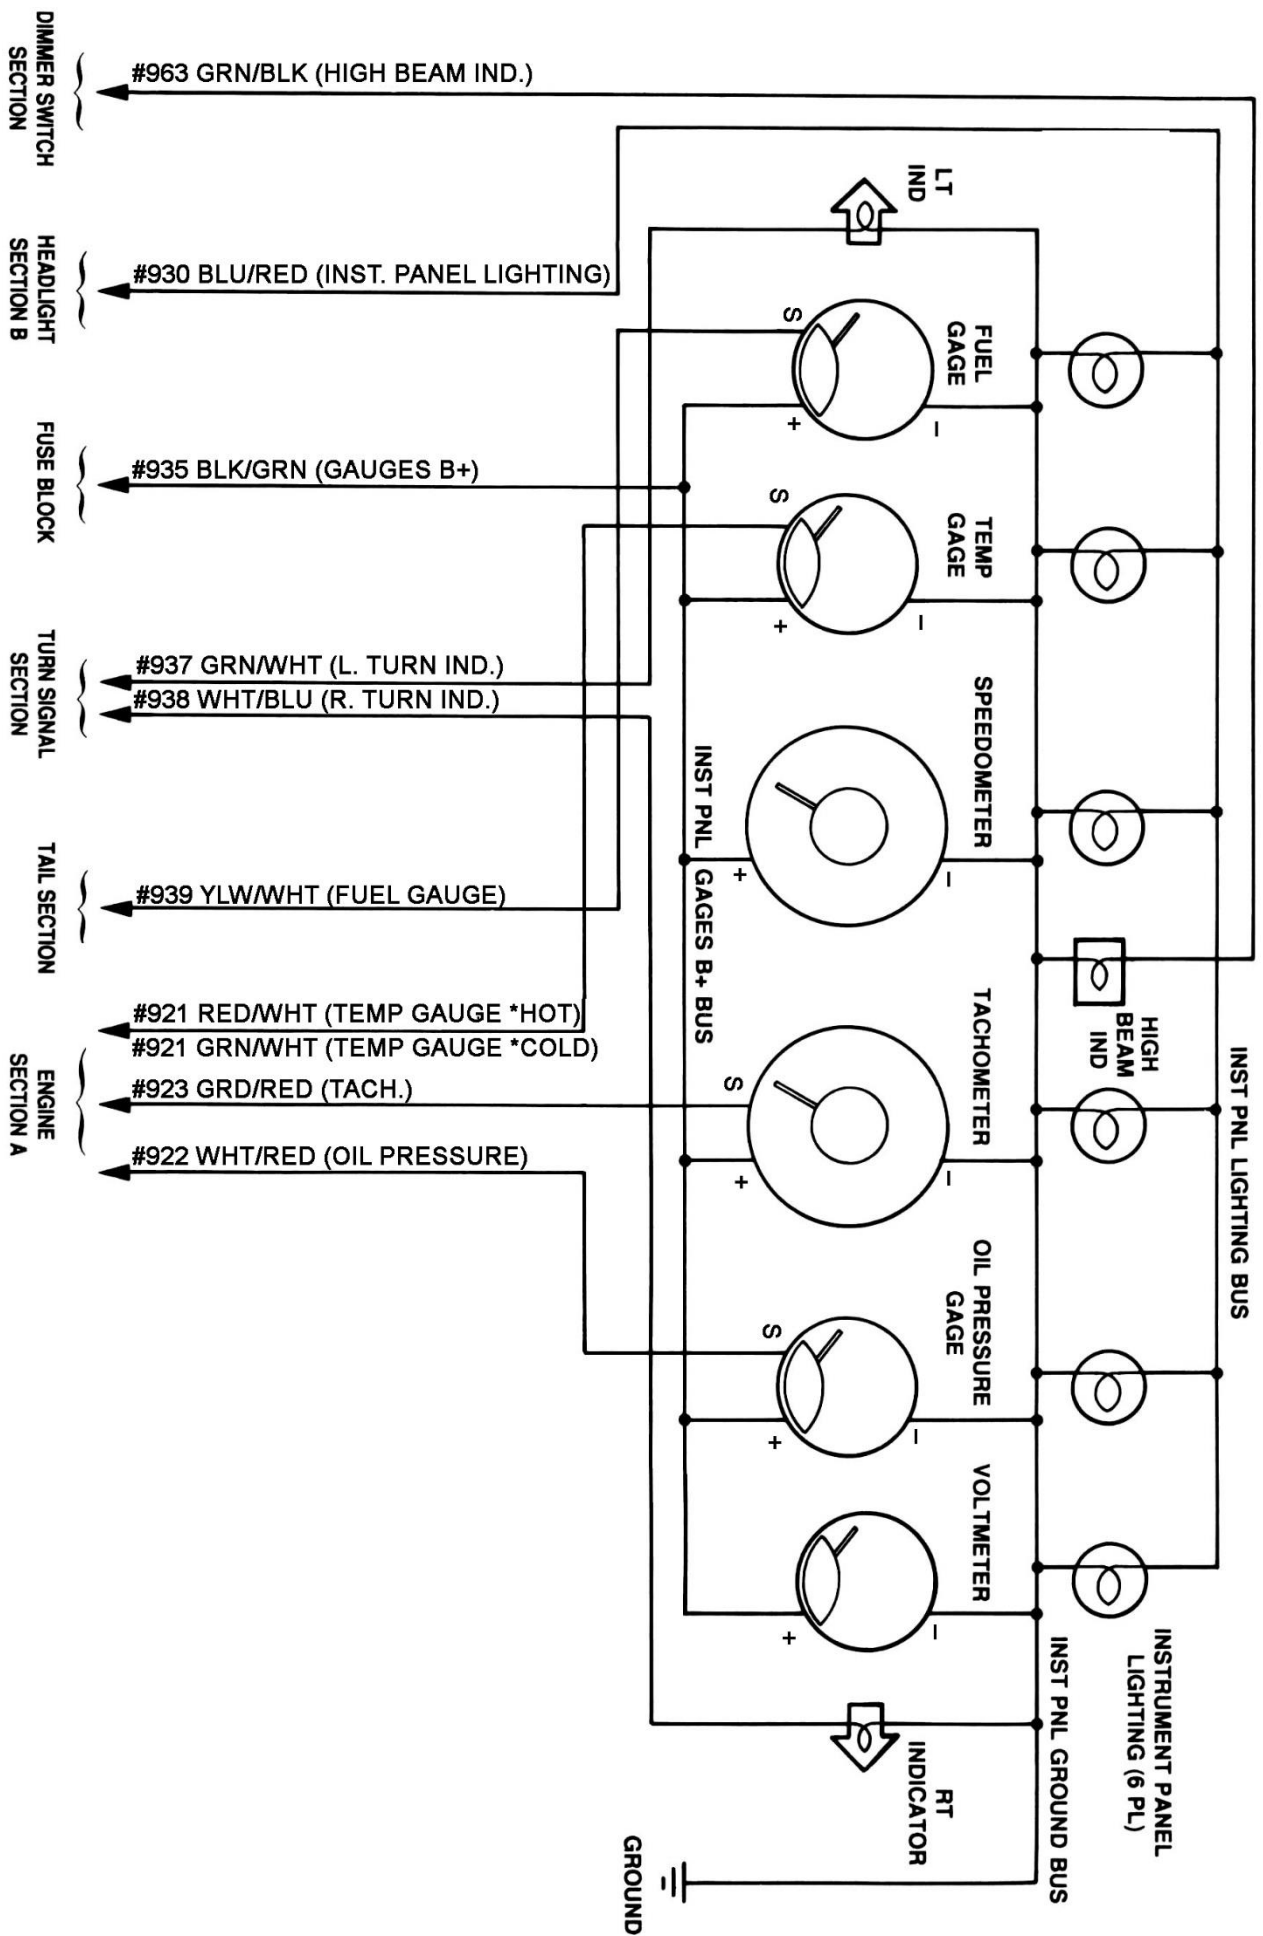 #963 GRN/BLK (HIGH BEAM IND.)
DIMMER SWITCH
SECTION
LT
IND
#930 BLU/RED (INST. PANEL LIGHTING)
HEADLIGHT
SECTION B
S
FUEL
GAGE
+
−
#935 BLK/GRN (GAUGES B+)
FUSE BLOCK
S
TEMP
GAGE
+
−
#937 GRN/WHT (L. TURN IND.)
#938 WHT/BLU (R. TURN IND.)
TURN SIGNAL
SECTION
SPEEDOMETER
+
−
INST PNL GAGES B+ BUS
#939 YLW/WHT (FUEL GAUGE)
TAIL SECTION
HIGH
BEAM
IND
#921 RED/WHT (TEMP GAUGE *HOT)
#921 GRN/WHT (TEMP GAUGE *COLD)
#923 GRD/RED (TACH.)
#922 WHT/RED (OIL PRESSURE)
ENGINE
SECTION A
TACHOMETER
S
+
−
INST PNL LIGHTING BUS
OIL PRESSURE
GAGE
S
+
−
VOLTMETER
+
−
INSTRUMENT PANEL
LIGHTING (6 PL)
INST PNL GROUND BUS
RT
INDICATOR
GROUND